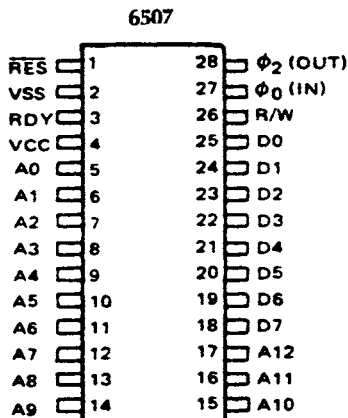 6507
RES 1 28 ϕ2 (OUT)
VSS 2 27 ϕ0 (IN)
RDY 3 26 R/W
VCC 4 25 D0
A0 5 24 D1
A1 6 23 D2
A2 7 22 D3
A3 8 21 D4
A4 9 20 D5
A5 10 19 D6
A6 11 18 D7
A7 12 17 A12
A8 13 16 A11
A9 14 15 A10